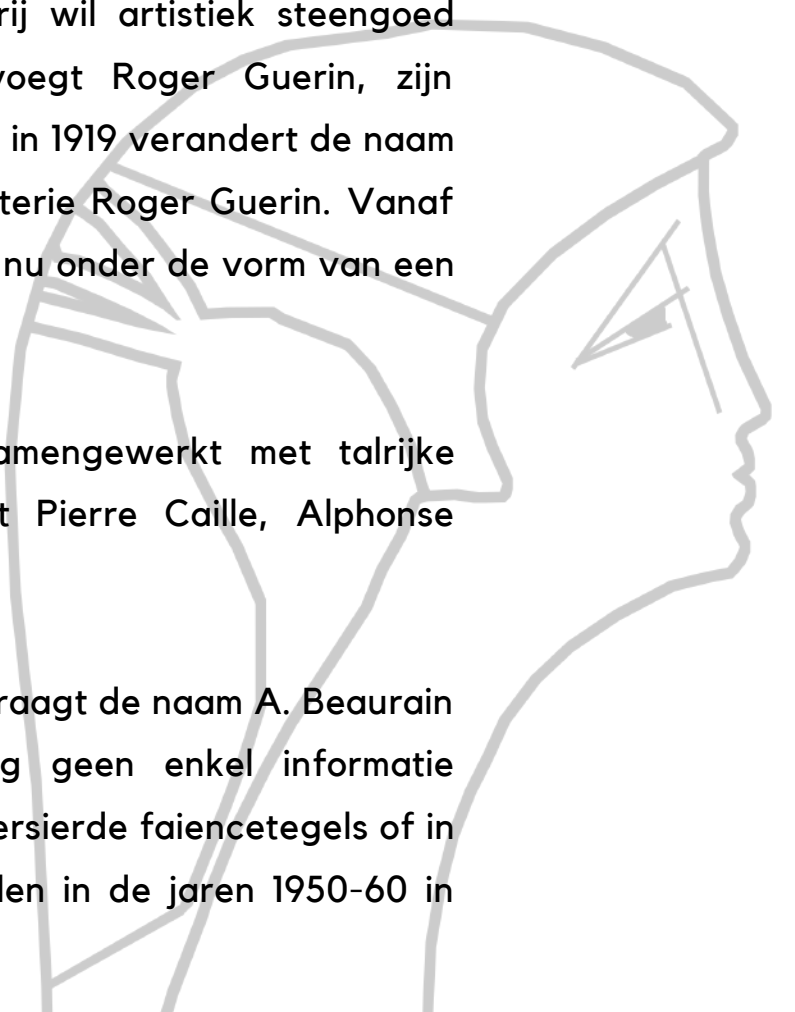 rij wil artistiek steengoed
voegt Roger Guerin, zijn
in 1919 verandert de naam
terie Roger Guerin. Vanaf
nu onder de vorm van een
amengewerkt met talrijke
t Pierre Caille, Alphonse
raagt de naam A. Beaurain
g geen enkel informatie
ersierde faiencetegels of in
len in de jaren 1950-60 in